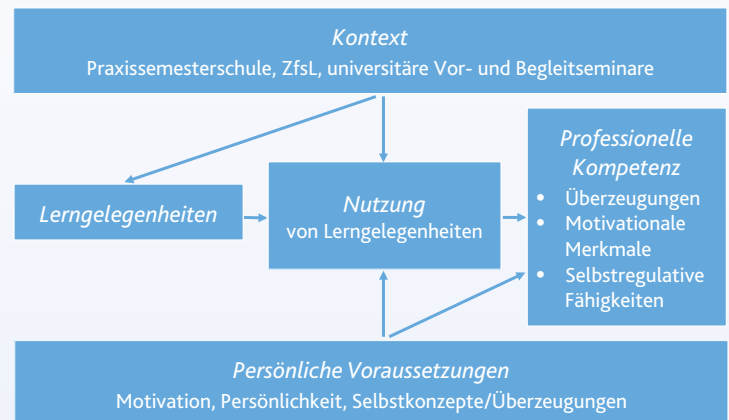 Kontext
Praxissemesterschule, ZfsL, universitäre Vor- und Begleitseminare
Lerngelegenheiten
Nutzung
von Lerngelegenheiten
Professionelle
Kompetenz
• Überzeugungen
• Motivationale
Merkmale
• Selbstregulative
Fähigkeiten
Persönliche Voraussetzungen
Motivation, Persönlichkeit, Selbstkonzepte/Überzeugungen